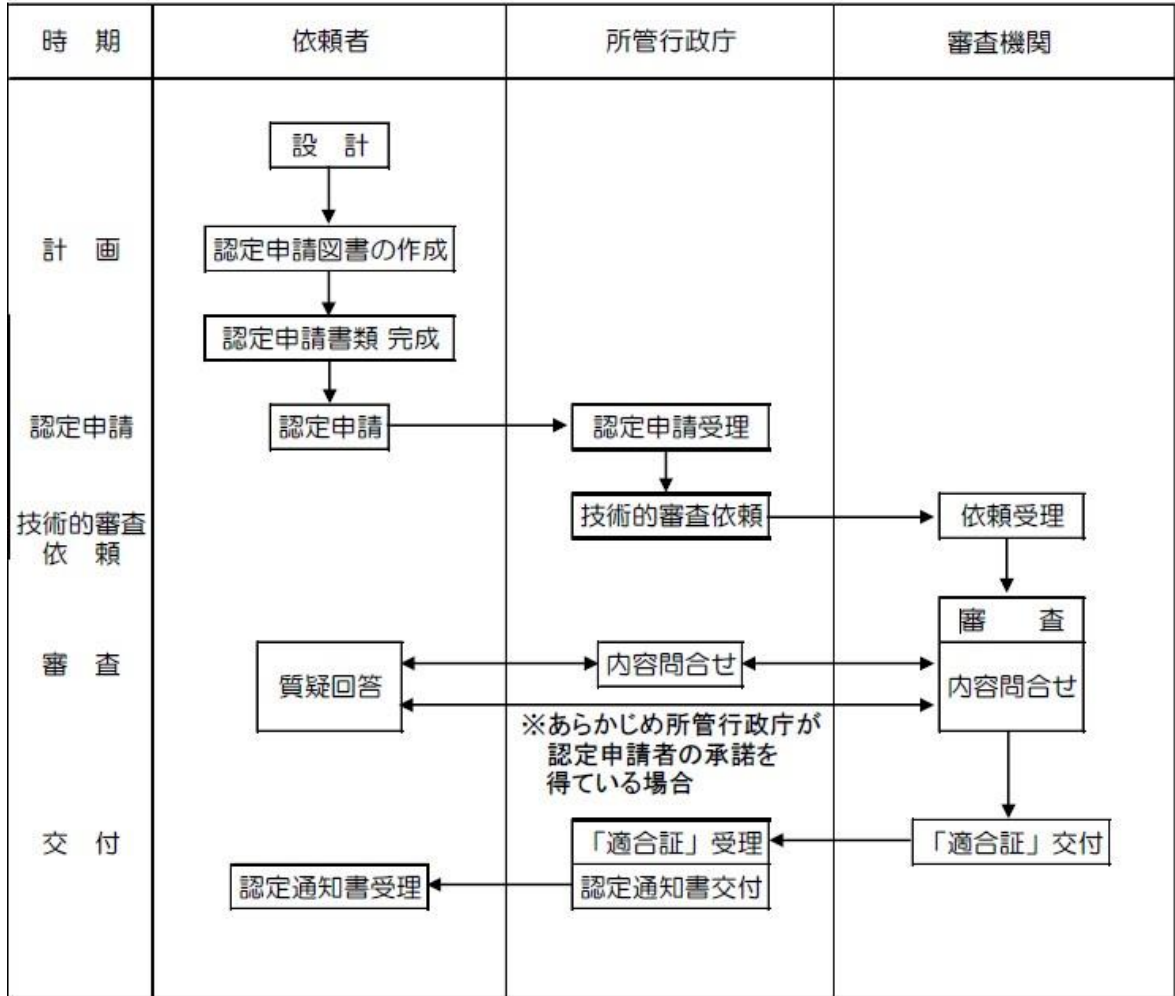 時 期
依頼者
所管行政庁
審査機関
設 計
計 画
認定申請図書の作成
認定申請書類 完成
認定申請
認定申請
認定申請受理
技術的審査
依 頼
技術的審査依頼
依頼受理
審 査
審 査
質疑回答
内容問合せ
内容問合せ
※あらかじめ所管行政庁が
認定申請者の承諾を
得ている場合
交 付
「適合証」受理
「適合証」交付
認定通知書受理
認定通知書交付